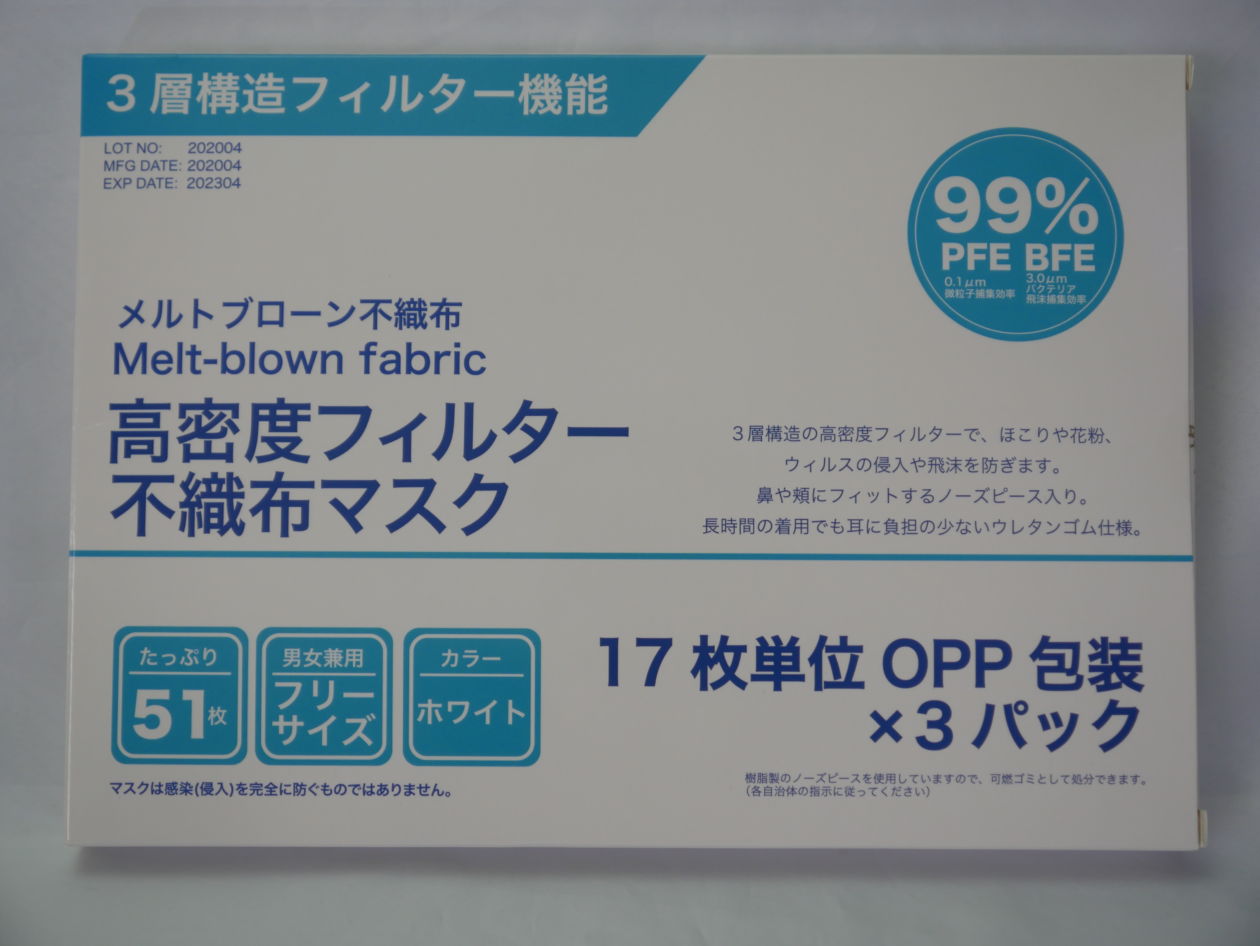 3層構造フィルター機能
LOT NO: 202004
MFG DATE: 202004
EXP DATE: 202304
99%
PFE BFE
0.1μm
微粒子捕集効率
3.0μm
バクテリア
飛沫捕集効率
メルトブローン不織布
Melt-blown fabric
高密度フィルター
不織布マスク
3層構造の高密度フィルターで、ほこりや花粉、
ウィルスの侵入や飛沫を防ぎます。
鼻や頬にフィットするノーズピース入り。
長時間の着用でも耳に負担の少ないウレタンゴム仕様。
たっぷり
51枚
男女兼用
フリー
サイズ
カラー
ホワイト
17枚単位OPP包装
×3パック
マスクは感染(侵入)を完全に防ぐものではありません。
樹脂製のノーズピースを使用していますので、可燃ゴミとして処分できます。
(各自治体の指示に従ってください)